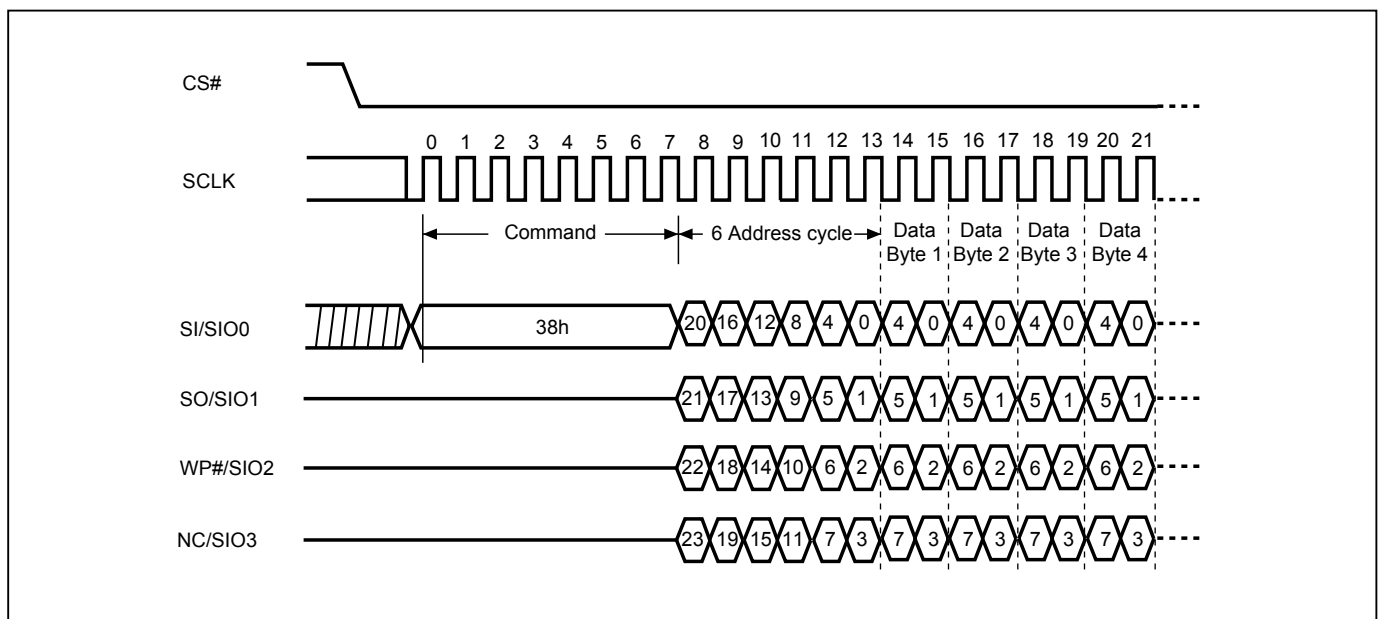 CS#
0 1 2 3 4 5 6 7 8 9 10 11 12 13 14 15 16 17 18 19 20 21
SCLK
Command 6 Address cycle Data Byte 1 Data Byte 2 Data Byte 3 Data Byte 4
SI/SIO0 38h 20 16 12 8 4 0 4 0 4 0 4 0 4 0
SO/SIO1 21 17 13 9 5 1 5 1 5 1 5 1 5 1
WP#/SIO2 22 18 14 10 6 2 6 2 6 2 6 2 6 2
NC/SIO3 23 19 15 11 7 3 7 3 7 3 7 3 7 3